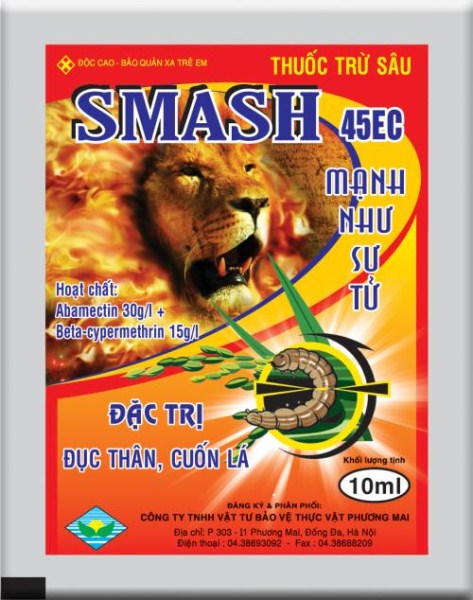 ĐỘC CAO - BẢO QUẢN XA TRẺ EM
THUỐC TRỪ SÂU
SMASH 45EC
MẠNH
NHƯ
SƯ
TỬ
Hoạt chất:
Abamectin 30g/l +
Beta-cypermethrin 15g/l
ĐẶC TRỊ
ĐỤC THÂN, CUỐN LÁ
Khối lượng tịnh
10ml
ĐĂNG KÝ & PHÂN PHỐI:
CÔNG TY TNHH VẬT TƯ BẢO VỆ THỰC VẬT PHƯƠNG MAI
Địa chỉ: P 303 - I1 Phương Mai, Đống Đa, Hà Nội
Điện thoại : 04.38693092 - Fax : 04.38688209